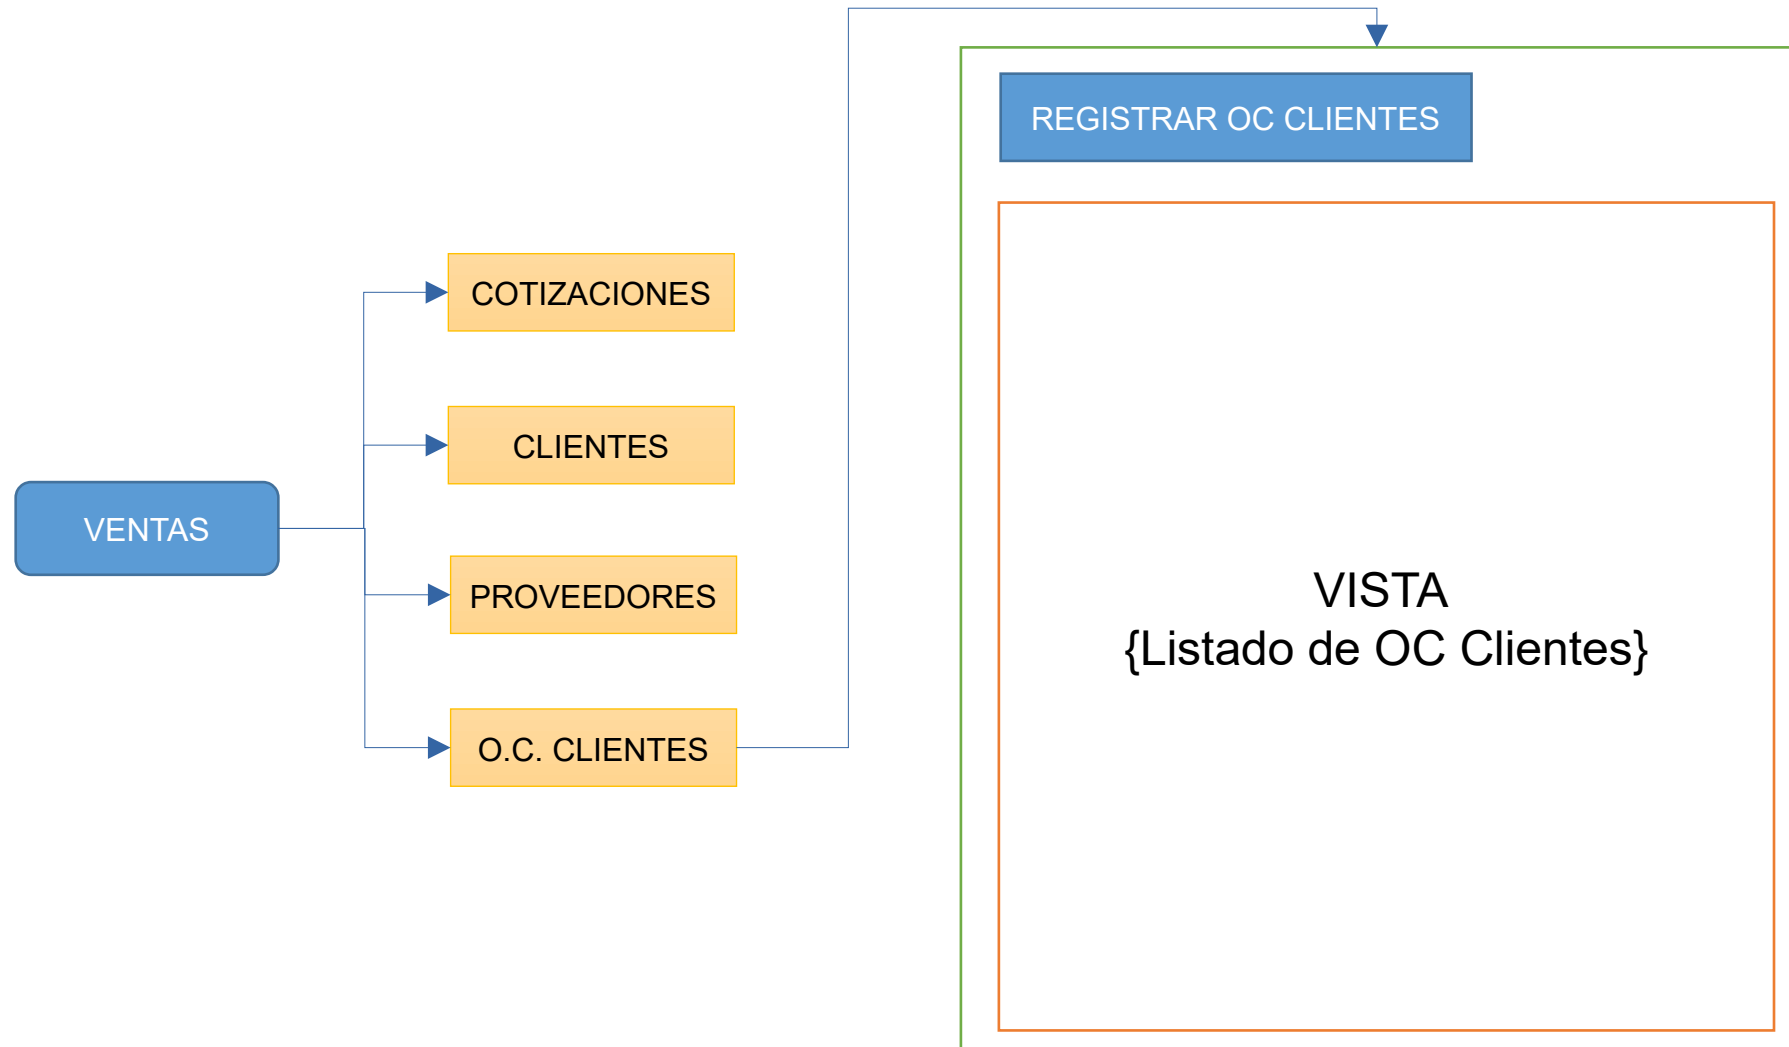 REGISTRAR OC CLIENTES
COTIZACIONES
CLIENTES
VENTAS
PROVEEDORES
O.C. CLIENTES
VISTA
{Listado de OC Clientes}